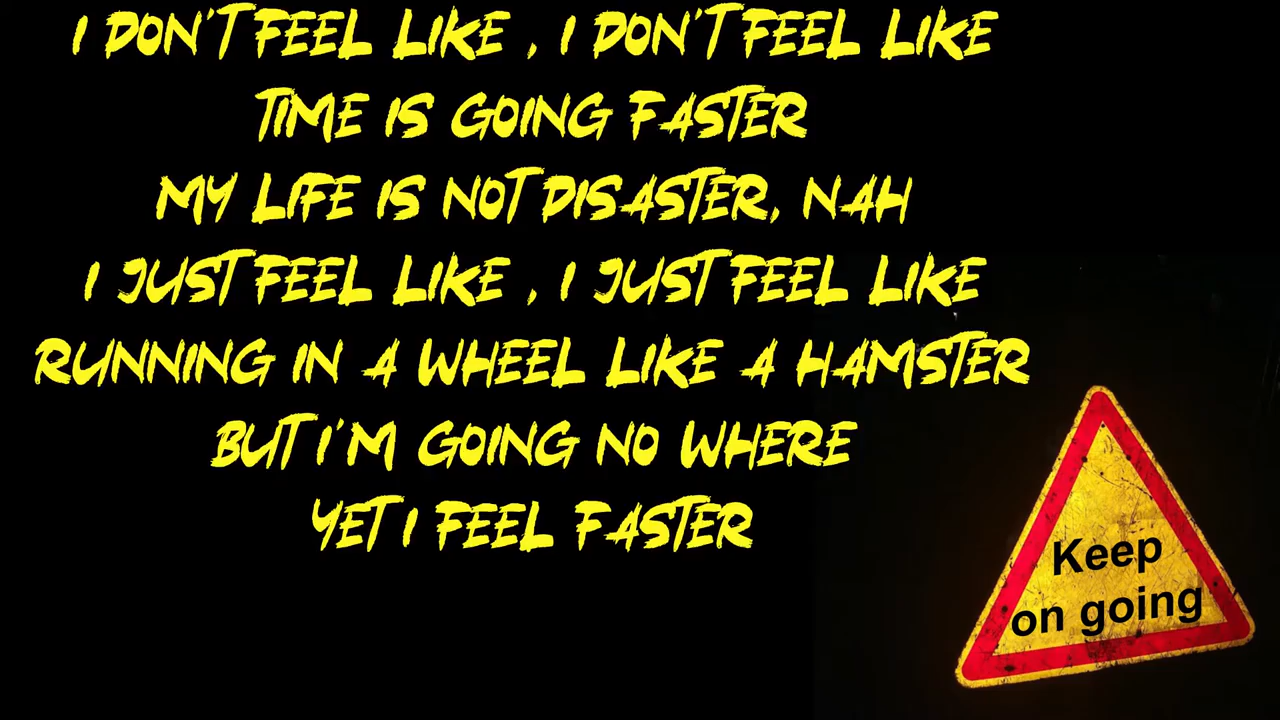 I DON'T FEEL LIKE , I DON'T FEEL LIKE
TIME IS GOING FASTER
MY LIFE IS NOT DISASTER, NAH
I JUST FEEL LIKE , I JUST FEEL LIKE
RUNNING IN A WHEEL LIKE A HAMSTER
BUT I'M GOING NO WHERE
YET I FEEL FASTER
Keep
on going